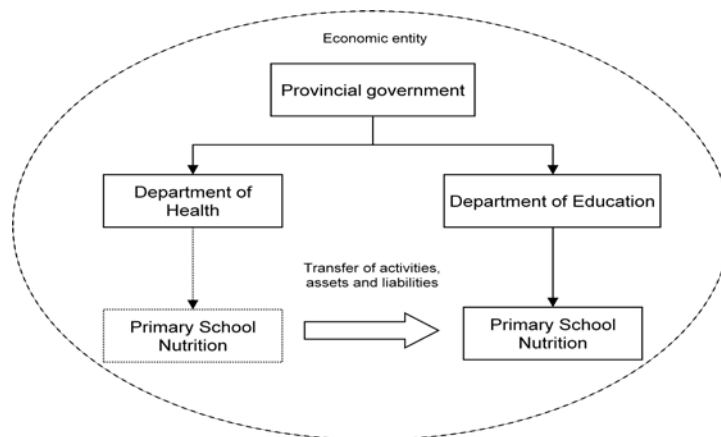 Economic entity
Provincial government
Department of
Health
Department of Education
Transfer of activities,
assets and liabilities
Primary School
Nutrition
Primary School
Nutrition